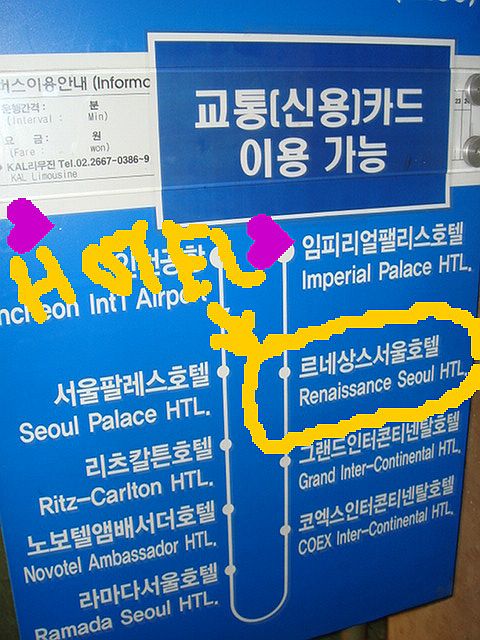 버스이용안내 (Informa
운행간격 : 분
(Interval : Min)
요 금 : 원
(Fare : won)
KAL리무진 Tel.02.2667-0386~9
KAL Limousine
교통(신용)카드
이용 가능
HOTEL
인천공항
Incheon Int'l Airport
서울팔레스호텔
Seoul Palace HTL.
리츠칼튼호텔
Ritz-Carlton HTL.
노보텔앰배서더호텔
Novotel Ambassador HTL.
라마다서울호텔
Ramada Seoul HTL.
임피리얼팰리스호텔
Imperial Palace HTL.
르네상스서울호텔
Renaissance Seoul HTL.
그랜드인터콘티넨탈호텔
Grand Inter-Continental HTL.
코엑스인터콘티넨탈호텔
COEX Inter-Continental HTL.